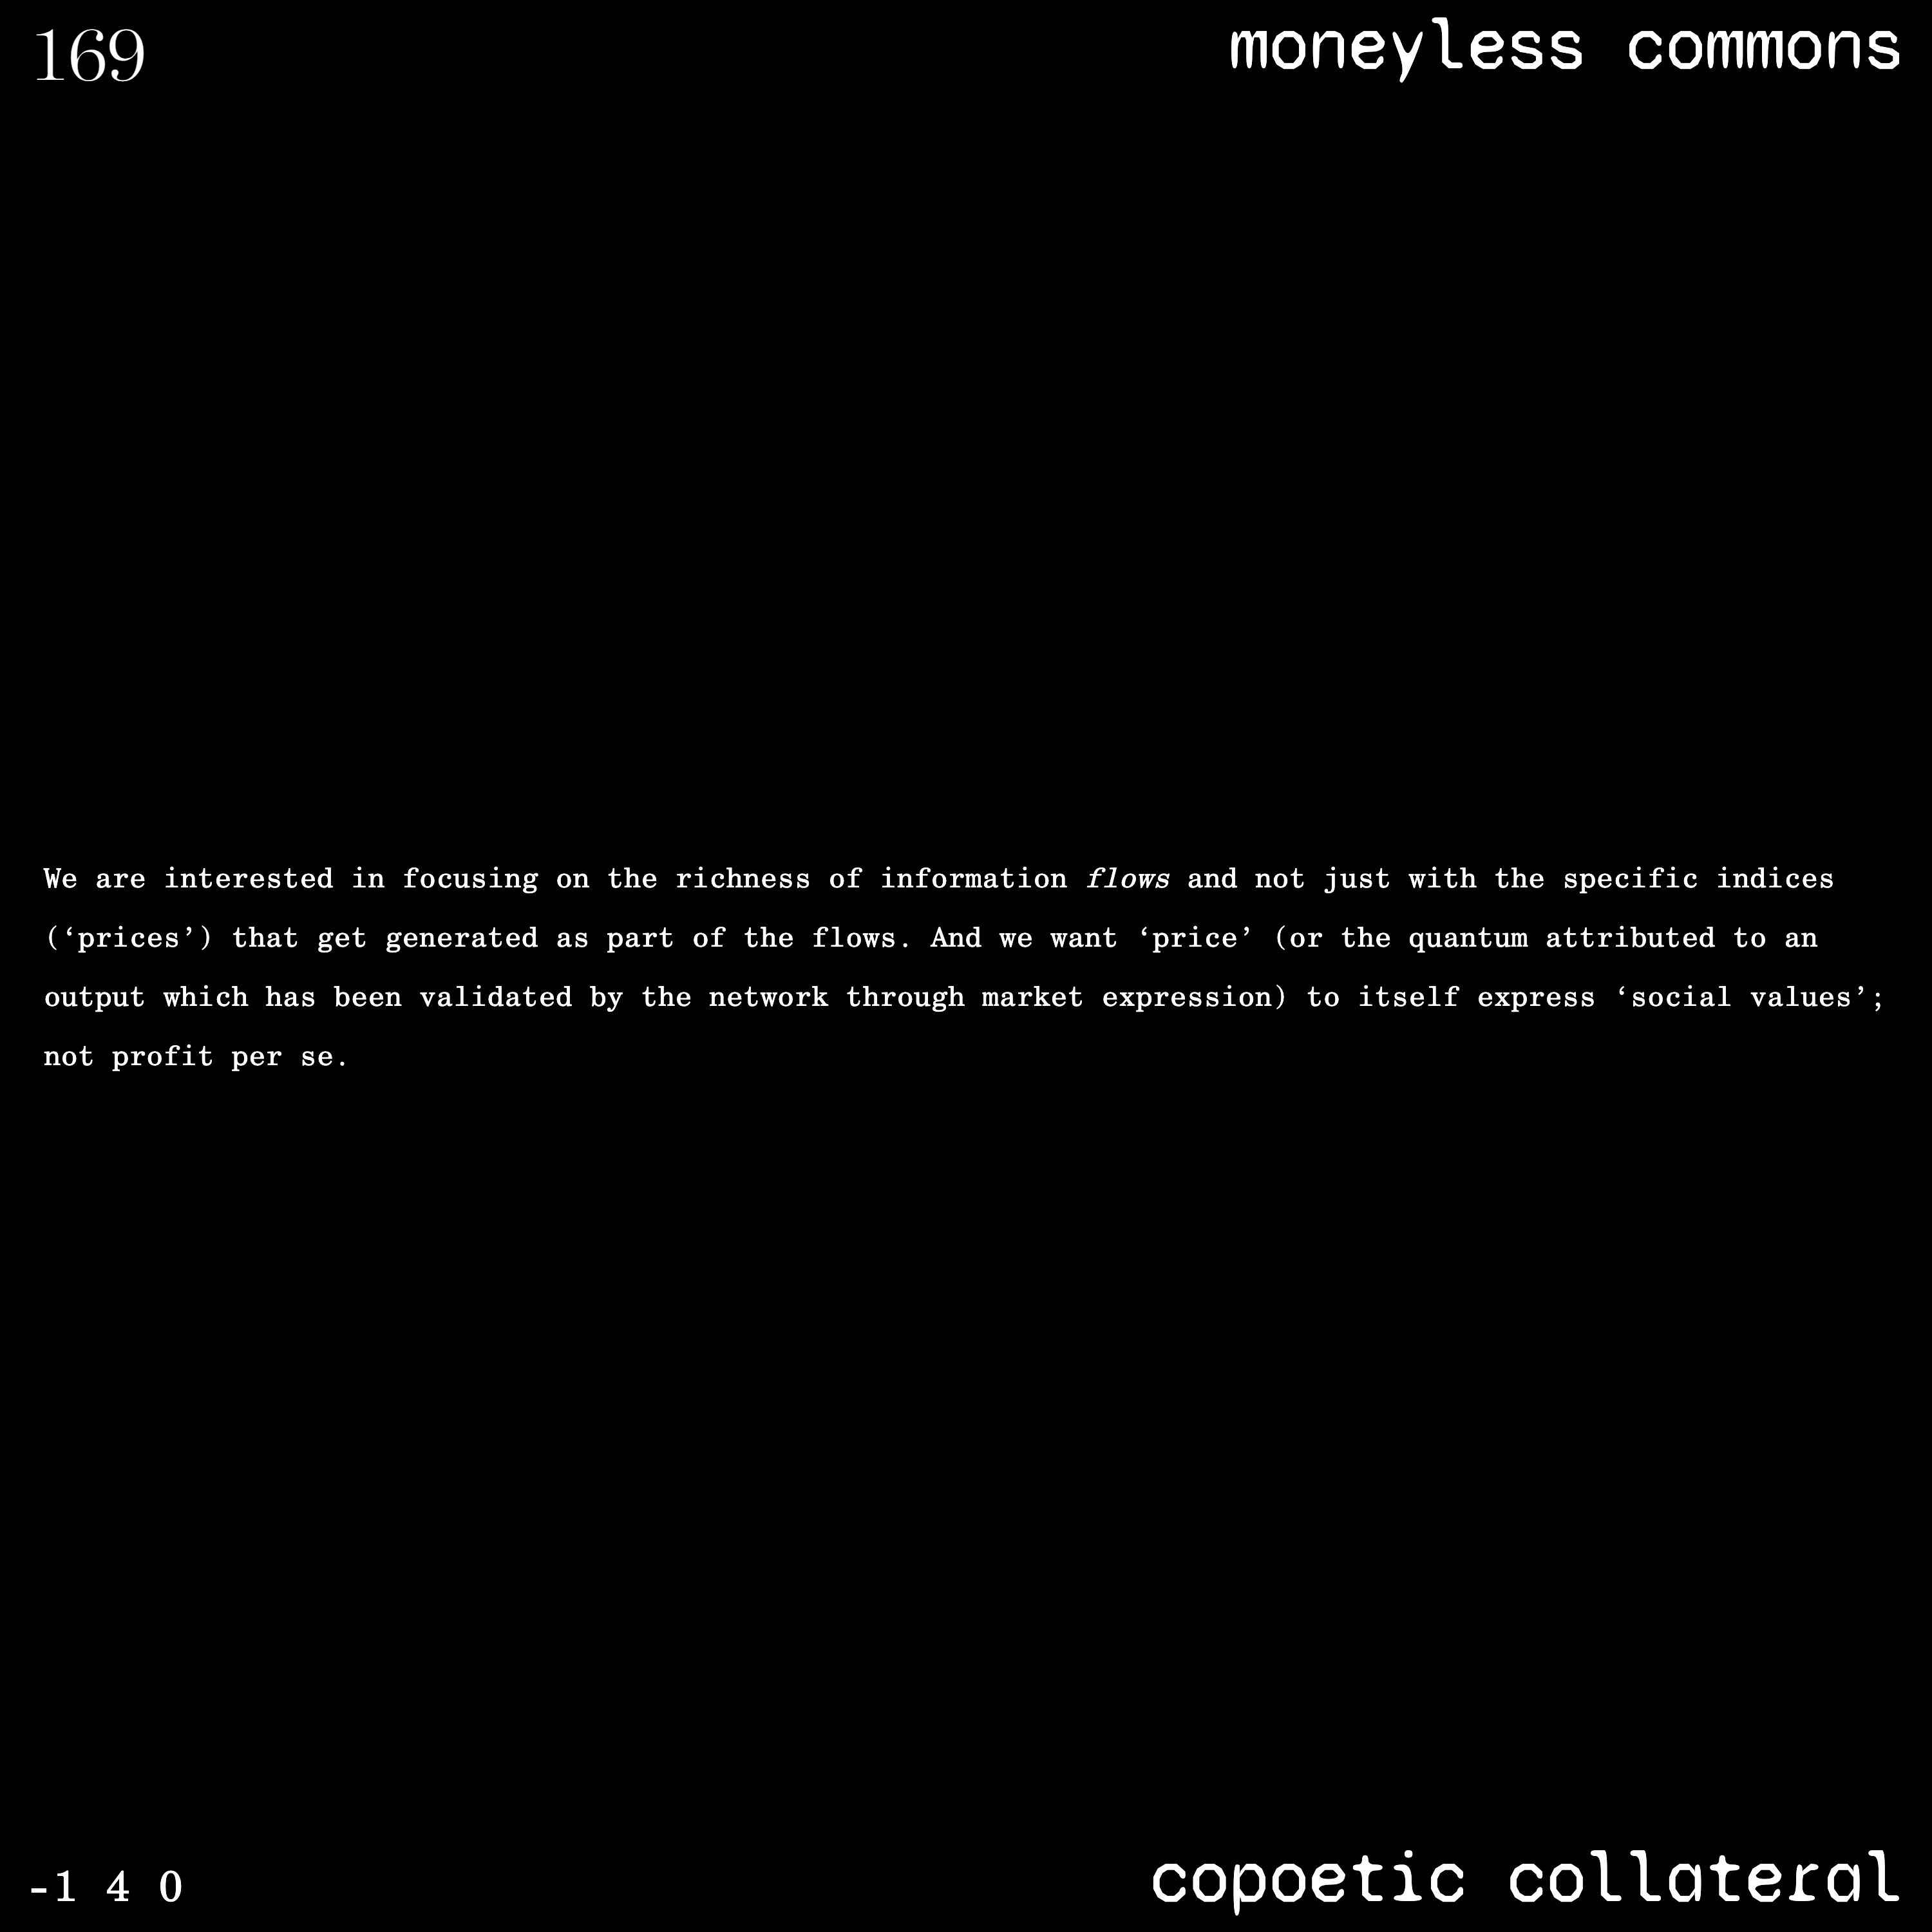 169
moneyless commons
We are interested in focusing on the richness of information flows and not just with the specific indices
(‘prices’) that get generated as part of the flows. And we want ‘price’ (or the quantum attributed to an
output which has been validated by the network through market expression) to itself express ‘social values’;
not profit per se.
-1 4 0
copoetic collateral